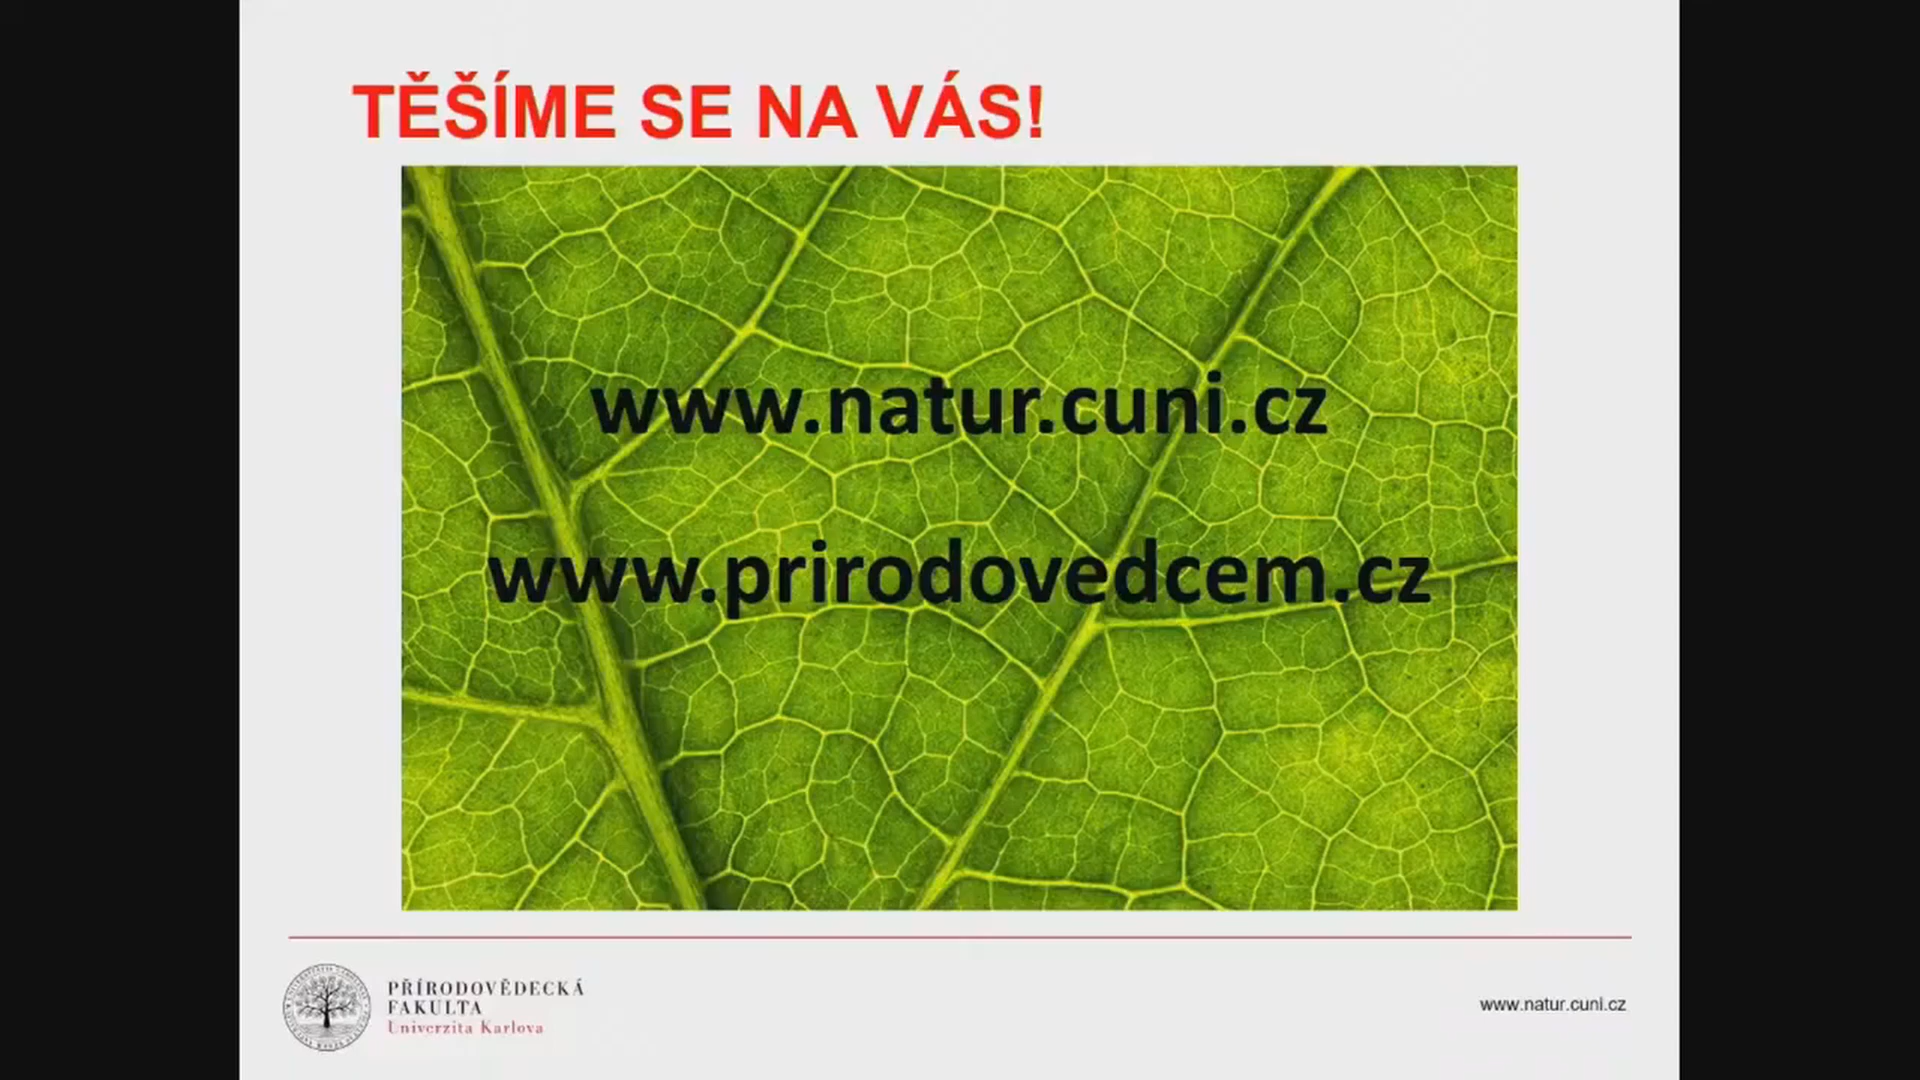 TĚŠÍME SE NA VÁS!
www.natur.cuni.cz
www.prirodovedcem.cz
PŘÍRODOVĚDECKÁ
FAKULTA
Univerzita Karlova
www.natur.cuni.cz